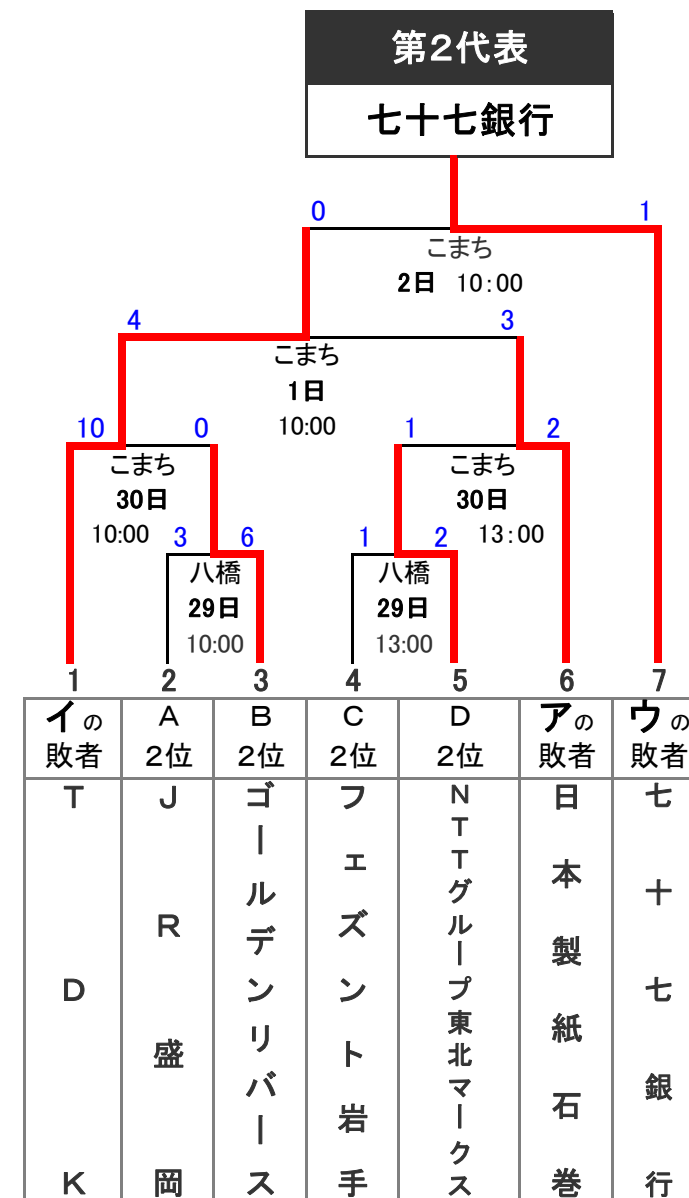 第2代表
七十七銀行
0
1
こまち
2日 10:00
4
3
こまち
1日
10:00
10
0
1
2
こまち
30日
10:00
こまち
30日
13:00
3
6
1
2
八橋
29日
10:00
八橋
29日
13:00
1
2
3
4
5
6
7
イの
敗者
A
2位
B
2位
C
2位
D
2位
アの
敗者
ウの
敗者
TDK
JR盛岡
ゴールデンリバース
フェズント岩手
NTTグループ東北マークス
日本製紙石巻
七十七銀行